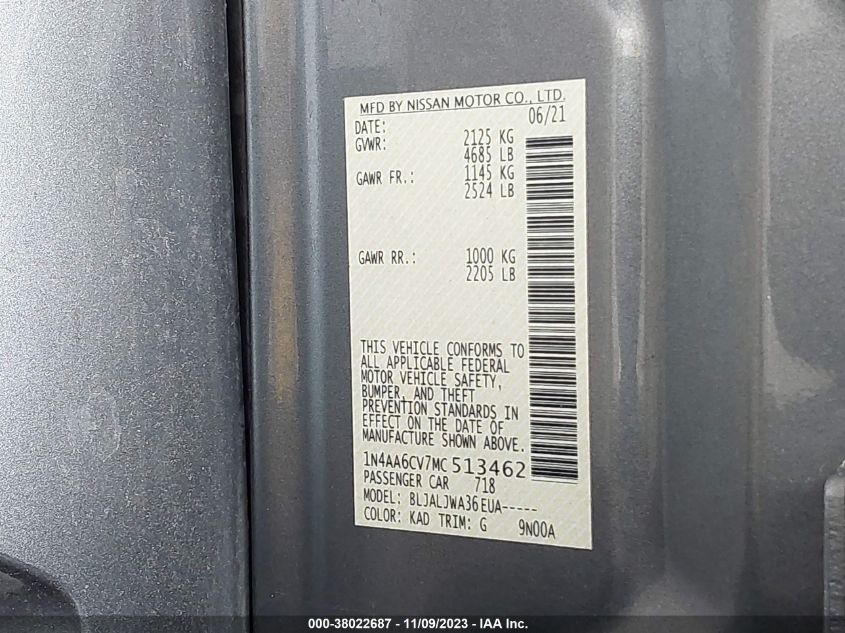 MFD BY NISSAN MOTOR CO., LTD.
DATE: 06/21
GVWR: 2125 KG
4685 LB
GAWR FR.: 1145 KG
2524 LB
GAWR RR.: 1000 KG
2205 LB
THIS VEHICLE CONFORMS TO
ALL APPLICABLE FEDERAL
MOTOR VEHICLE SAFETY,
BUMPER, AND THEFT
PREVENTION STANDARDS IN
EFFECT ON THE DATE OF
MANUFACTURE SHOWN ABOVE.
1N4AA6CV7MC513462
PASSENGER CAR 718
MODEL: BLJALJWA36EUA-----
COLOR: KAD TRIM: G 9N00A
000-38022687 - 11/09/2023 - IAA Inc.